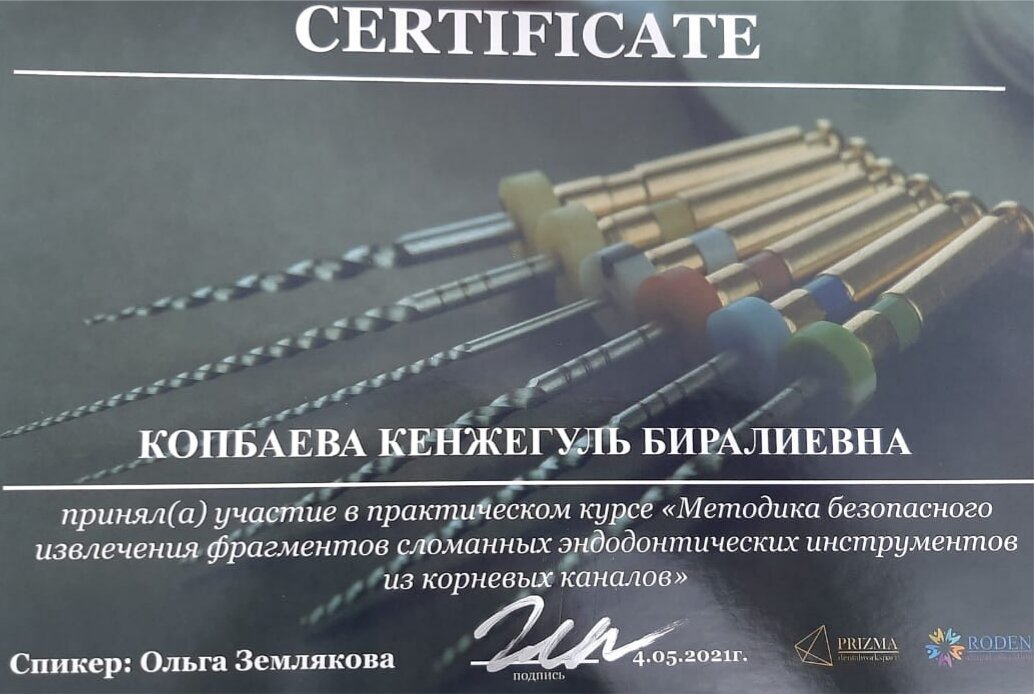 CERTIFICATE
КОПБАЕВА КЕНЖЕГУЛЬ БИРАЛИЕВНА
принял(а) участие в практическом курсе «Методика безопасного
извлечения фрагментов сломанных эндодонтических инструментов
из корневых каналов»
Спикер: Ольга Землякова
4.05.2021г.
подпись
PRIZMA
RODEN